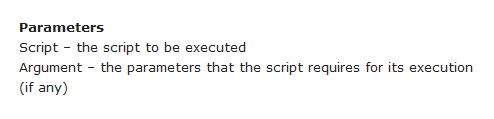 Parameters
Script – the script to be executed
Argument – the parameters that the script requires for its execution
(if any)